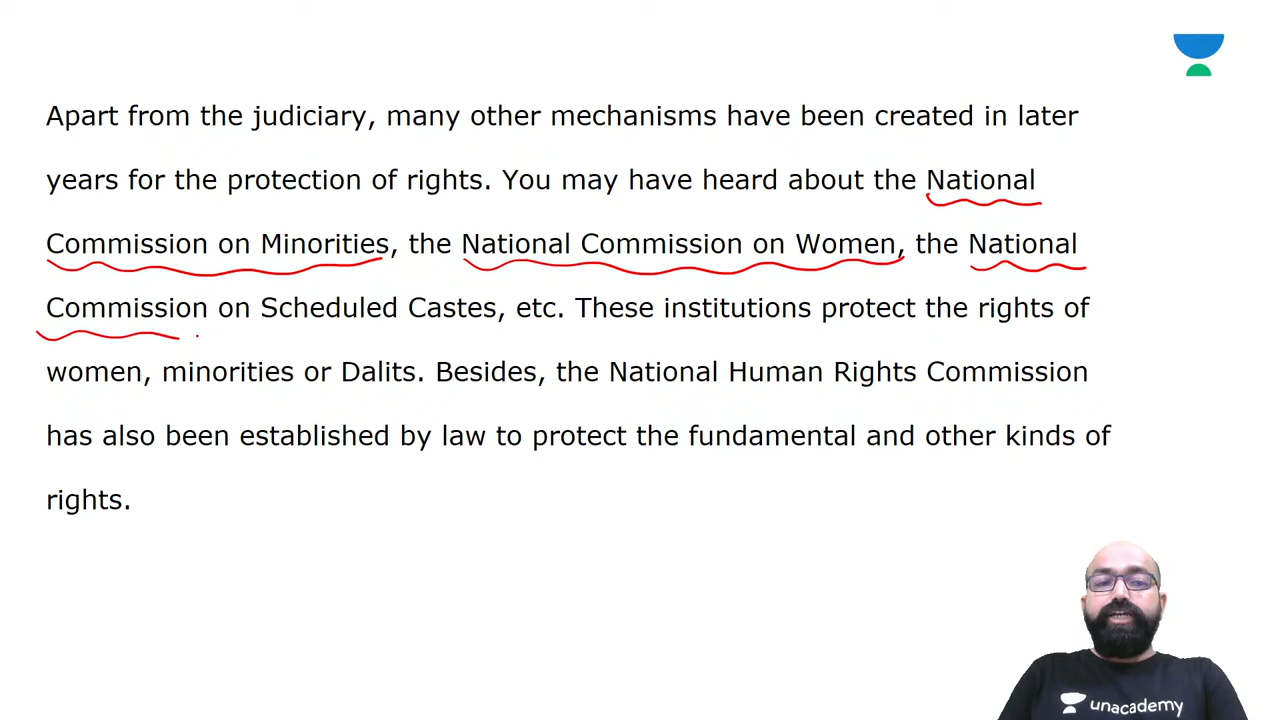 Apart from the judiciary, many other mechanisms have been created in later
years for the protection of rights. You may have heard about the National
Commission on Minorities, the National Commission on Women, the National
Commission on Scheduled Castes, etc. These institutions protect the rights of
women, minorities or Dalits. Besides, the National Human Rights Commission
has also been established by law to protect the fundamental and other kinds of
rights.
unacademy